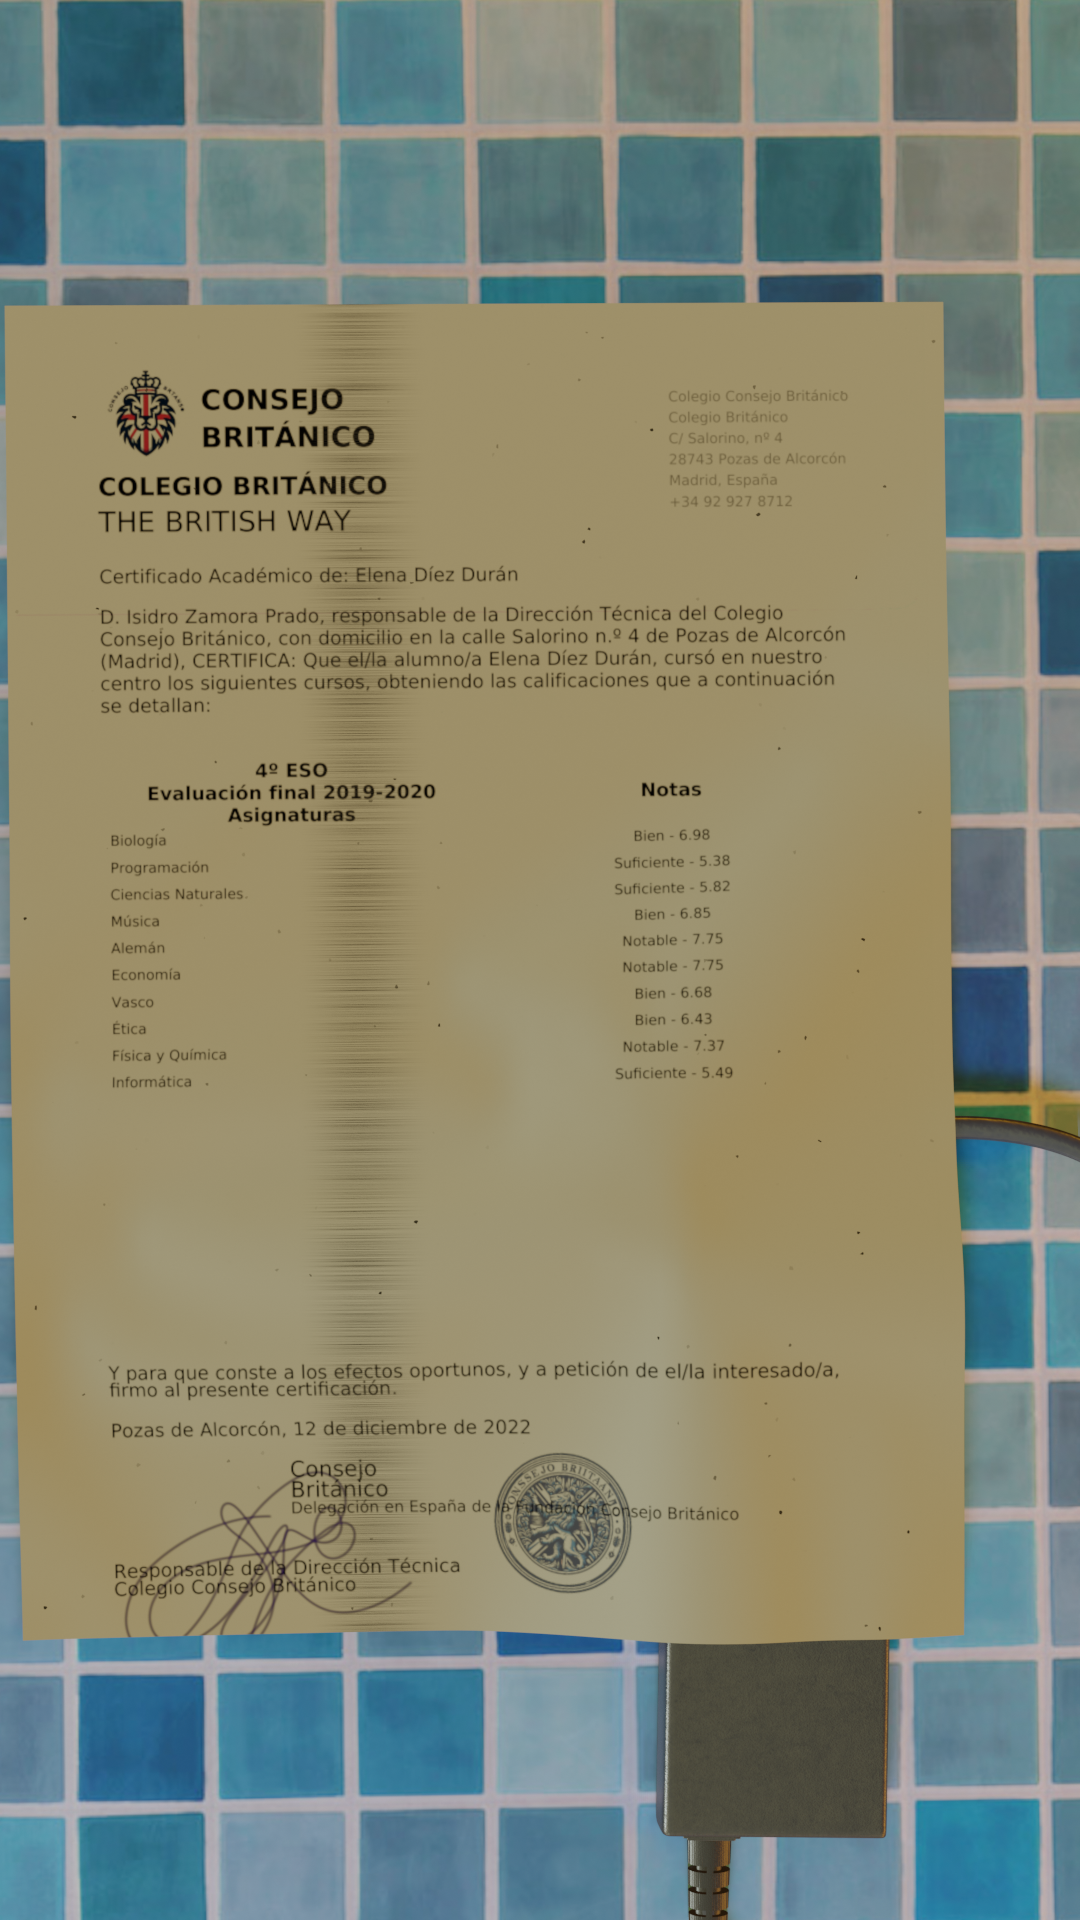 CONSEJO
BRITÁNICO
COLEGIO BRITÁNICO
THE BRITISH WAY
Colegio Consejo Británicb
Colegio Británico
C/ Salorino, nº 4
28743 Pozas de Alcorcón
Madrid, España
+34 92 927 8712
Certificado Académico de: Elena Díez Durán
D. Isidro Zamora Prado, responsable de la Dirección Técnica del Colegio
Consejo Británico, con domicilio en la calle Salorino n.º 4 de Pozas de Alcorcón
(Madrid), CERTIFICA: Que el/la alumno/a Elena Díez Durán, cursó en nuestro
centro los siguientes cursos, obteniendo las calificaciones que a continuación
se detallan:
4º ESO
Evaluación final 2019-2020
Asignaturas Notas
Biología Bien - 6.98
Programación Suficiente - 5.38
Ciencias Naturales Suficiente - 5.82
Música Bien - 6.85
Alemán Notable - 7.75
Economía Notable - 7.75
Vasco Bien - 6.68
Ética Bien - 6.43
Física y Química Notable - 7.37
Informática Suficiente - 5.49
Y para que conste a los efectos oportunos, y a petición de el/la interesado/a,
firmo al presente certificación.
Pozas de Alcorcón, 12 de diciembre de 2022
Consejo
Británico
Delegación en España de la Fundación Consejo Británico
Responsable de la Dirección Técnica
Colegio Consejo Británico